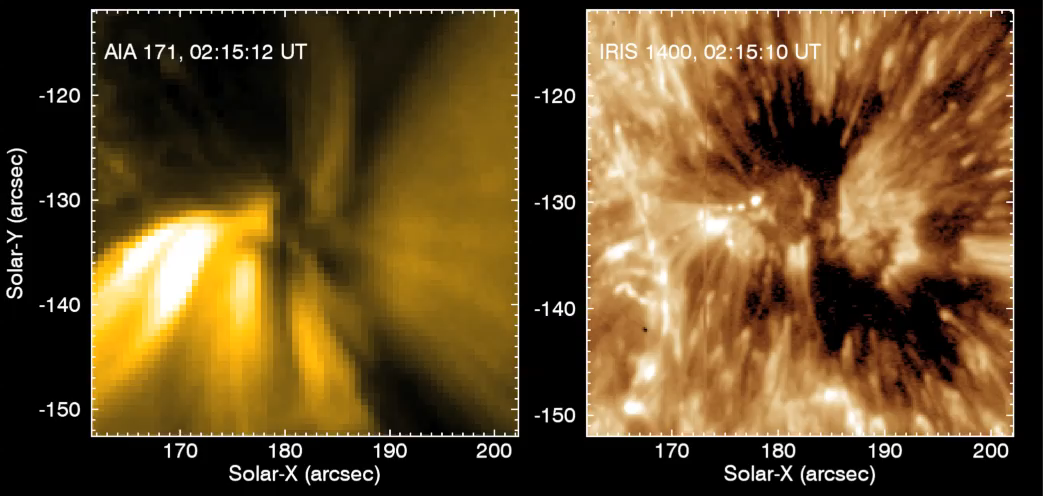 AIA 171, 02:15:12 UT
-120
-130
-140
-150
170 180 190 200
Solar-X (arcsec)
Solar-Y (arcsec)
IRIS 1400, 02:15:10 UT
-120
-130
-140
-150
170 180 190 200
Solar-X (arcsec)